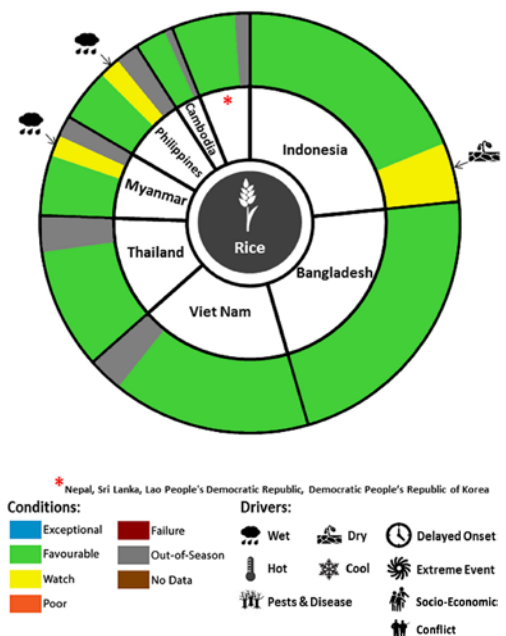 *
Cambodia
Philippines
Myanmar
Thailand
Viet Nam
Bangladesh
Indonesia
Rice
* Nepal, Sri Lanka, Lao People's Democratic Republic, Democratic People's Republic of Korea
Conditions:
Exceptional
Favourable
Watch
Poor
Failure
Out-of-Season
No Data
Drivers:
Wet
Dry
Delayed Onset
Hot
Cool
Extreme Event
Pests & Disease
Socio-Economic
Conflict